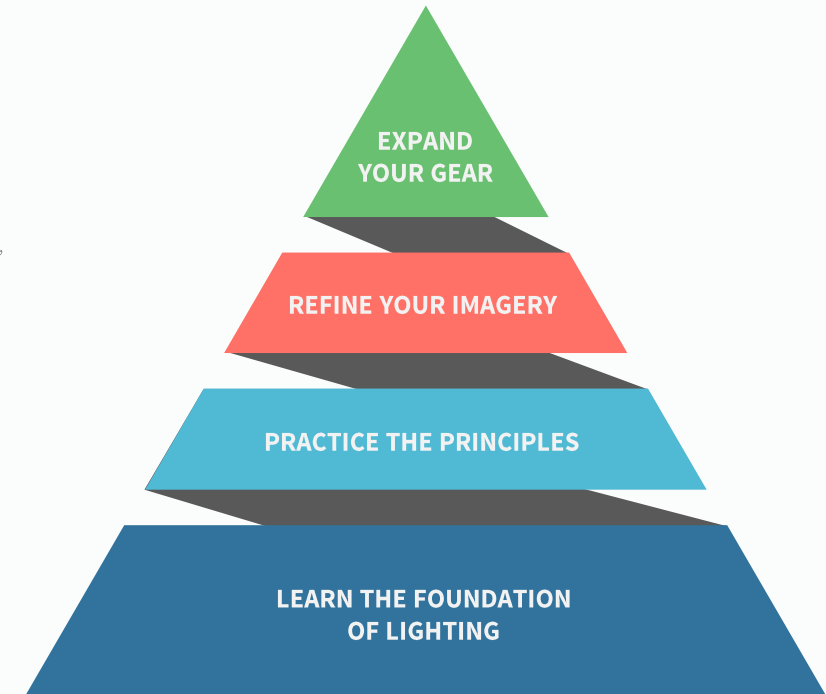 EXPAND
YOUR GEAR
,
REFINE YOUR IMAGERY
PRACTICE THE PRINCIPLES
LEARN THE FOUNDATION
OF LIGHTING